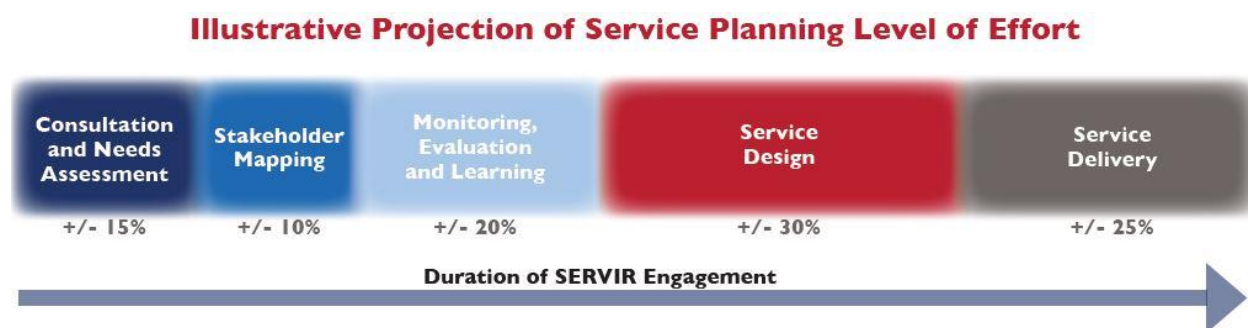 Illustrative Projection of Service Planning Level of Effort
Consultation
and Needs
Assessment
Stakeholder
Mapping
Monitoring,
Evaluation
and Learning
Service
Design
Service
Delivery
+/- 15%
+/- 10%
+/- 20%
+/- 30%
+/- 25%
Duration of SERVIR Engagement